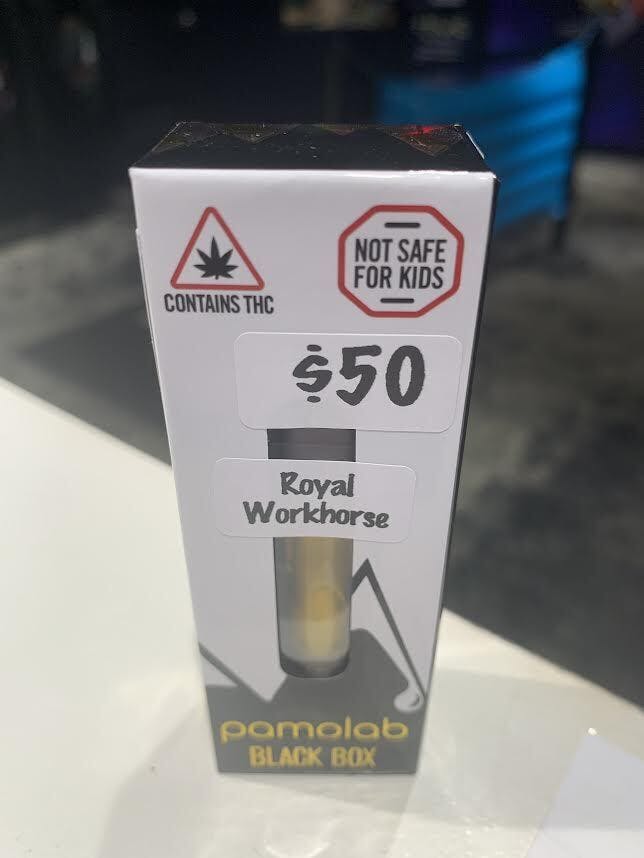 CONTAINS THC
NOT SAFE
FOR KIDS
$50
Royal
Workhorse
pamolab
BLACK BOX